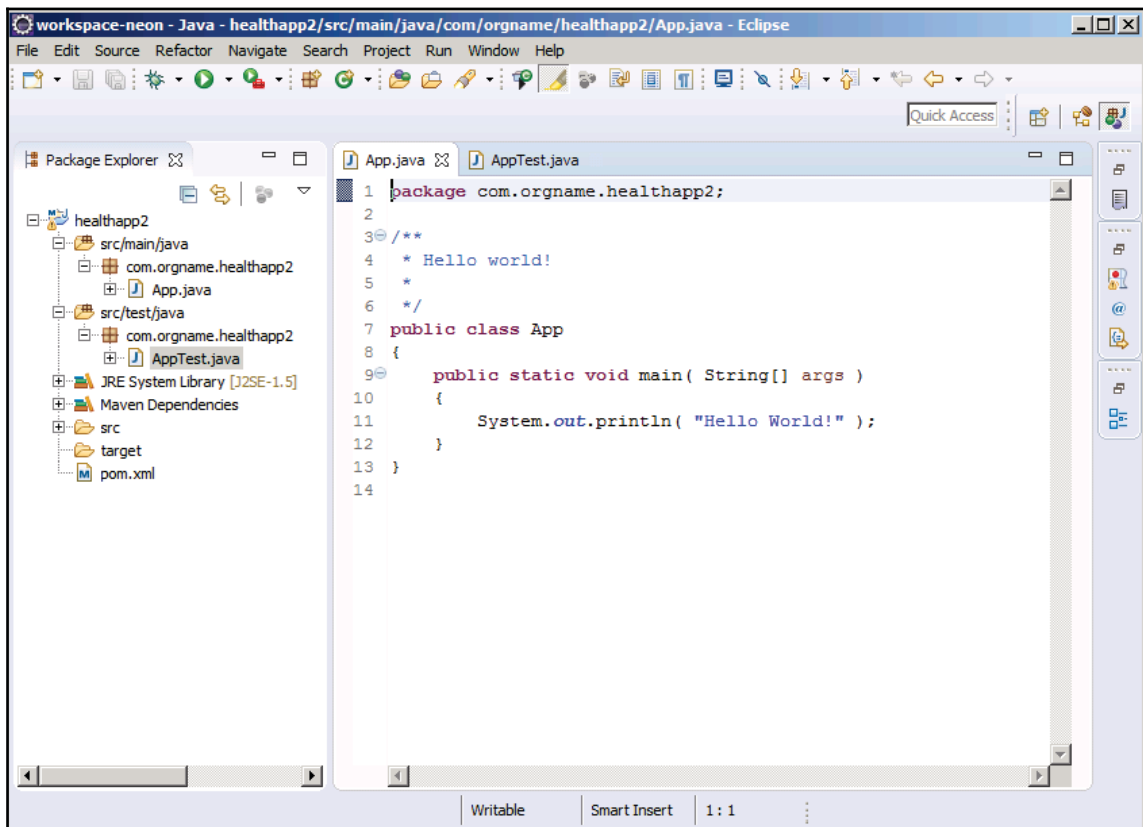 workspace-neon - Java - healthapp2/src/main/java/com/orgname/healthapp2/App.java - Eclipse
File Edit Source Refactor Navigate Search Project Run Window Help
Quick Access
Package Explorer
healthapp2
src/main/java
com.orgname.healthapp2
App.java
src/test/java
com.orgname.healthapp2
AppTest.java
JRE System Library [J2SE-1.5]
Maven Dependencies
src
target
pom.xml
App.java AppTest.java
1 package com.orgname.healthapp2;
2
3 /**
4 * Hello world!
5 *
6 */
7 public class App
8 {
9 public static void main( String[] args )
10 {
11 System.out.println( "Hello World!" );
12 }
13 }
14
Writable Smart Insert 1 : 1